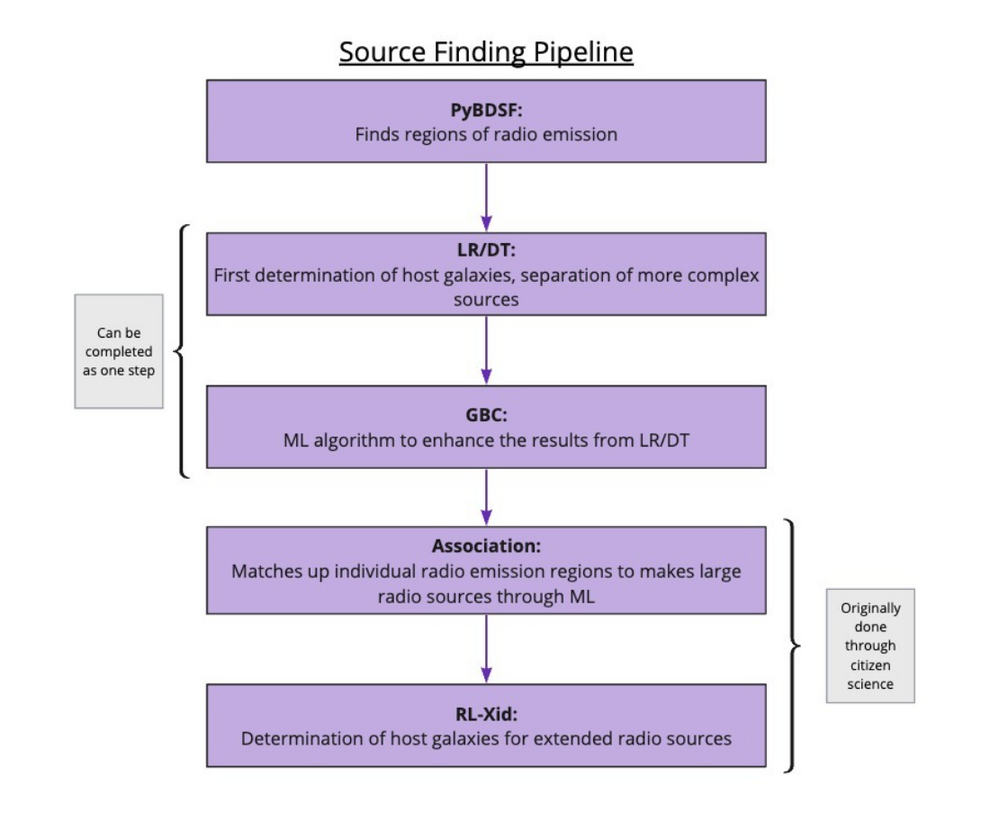 Source Finding Pipeline
PyBDSF:
Finds regions of radio emission
LR/DT:
First determination of host galaxies, separation of more complex
sources
Can be
completed
as one step
GBC:
ML algorithm to enhance the results from LR/DT
Association:
Matches up individual radio emission regions to makes large
radio sources through ML
Originally
done
through
citizen
science
RL-Xid:
Determination of host galaxies for extended radio sources